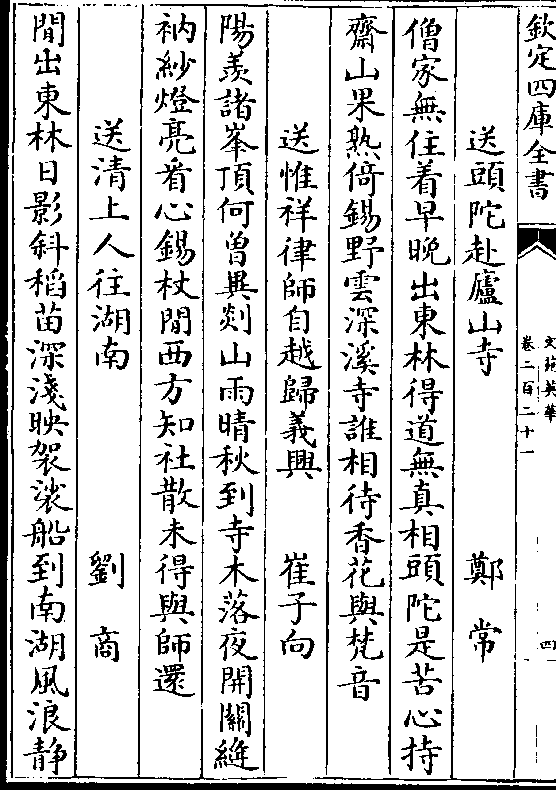 欽定四庫全書
文苑英華
卷二百二十一
四
送頭陀赴廬山寺 鄭常
僧家無住着早晚出東林得道無真相頭陀是苦心持
齋山果熟倚錫野雲深溪寺誰相待香花與梵音
送惟祥律師自越歸義興 崔子向
陽羨諸峯頂何曾異剡山雨晴秋到寺木落夜開關縫
衲紗燈亮看心錫杖閒西方知社散未得與師還
送清上人往湖南 劉商
閒出東林日影斜稻苗深淺映袈裟船到南湖風浪静